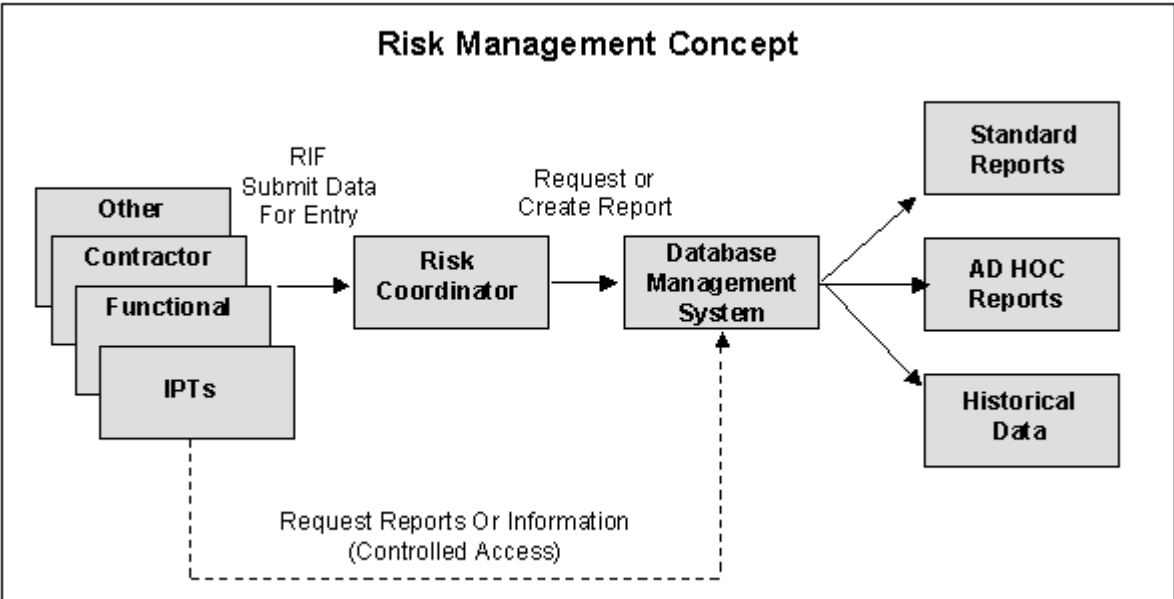 Risk Management Concept
RIF
Submit Data
For Entry
Request or
Create Report
Other
Contractor
Functional
IPTs
Risk
Coordinator
Database
Management
System
Standard
Reports
AD HOC
Reports
Historical
Data
Request Reports Or Information
(Controlled Access)